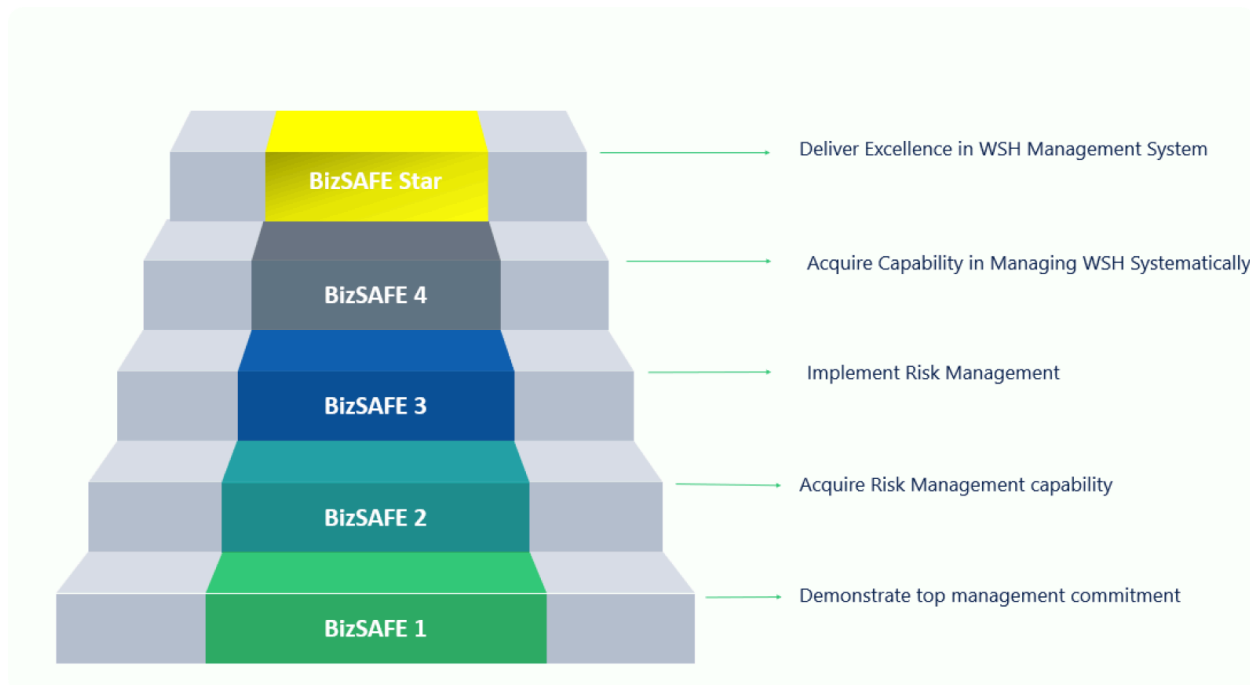 BizSAFE Star
Deliver Excellence in WSH Management System
BizSAFE 4
Acquire Capability in Managing WSH Systematically
BizSAFE 3
Implement Risk Management
BizSAFE 2
Acquire Risk Management capability
BizSAFE 1
Demonstrate top management commitment